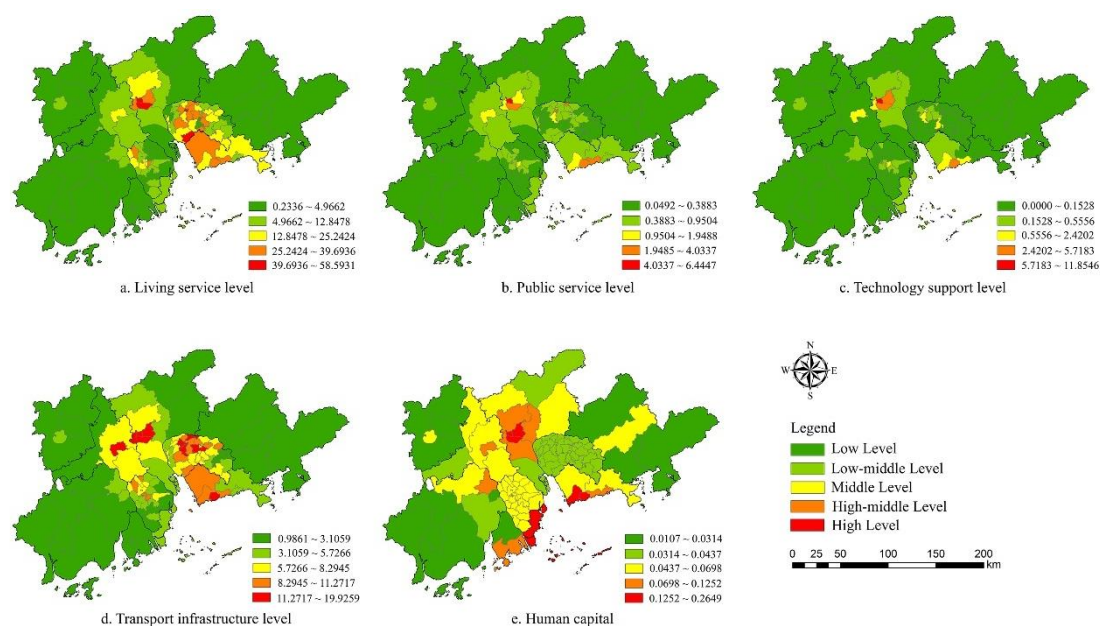 0.2336 ~ 4.9662
4.9662 ~ 12.8478
12.8478 ~ 25.2424
25.2424 ~ 39.6936
39.6936 ~ 58.5931
a. Living service level
0.0492 ~ 0.3883
0.3883 ~ 0.9504
0.9504 ~ 1.9488
1.9485 ~ 4.0337
4.0337 ~ 6.4447
b. Public service level
0.0000 ~ 0.1528
0.1528 ~ 0.5556
0.5556 ~ 2.4202
2.4202 ~ 5.7183
5.7183 ~ 11.8546
c. Technology support level
0.9861 ~ 3.1059
3.1059 ~ 5.7266
5.7266 ~ 8.2945
8.2945 ~ 11.2717
11.2717 ~ 19.9259
d. Transport infrastructure level
0.0107 ~ 0.0314
0.0314 ~ 0.0437
0.0437 ~ 0.0698
0.0698 ~ 0.1252
0.1252 ~ 0.2649
e. Human capital
N
W E
S
Legend
Low Level
Low-middle Level
Middle Level
High-middle Level
High Level
0 25 50 100 150 200
km